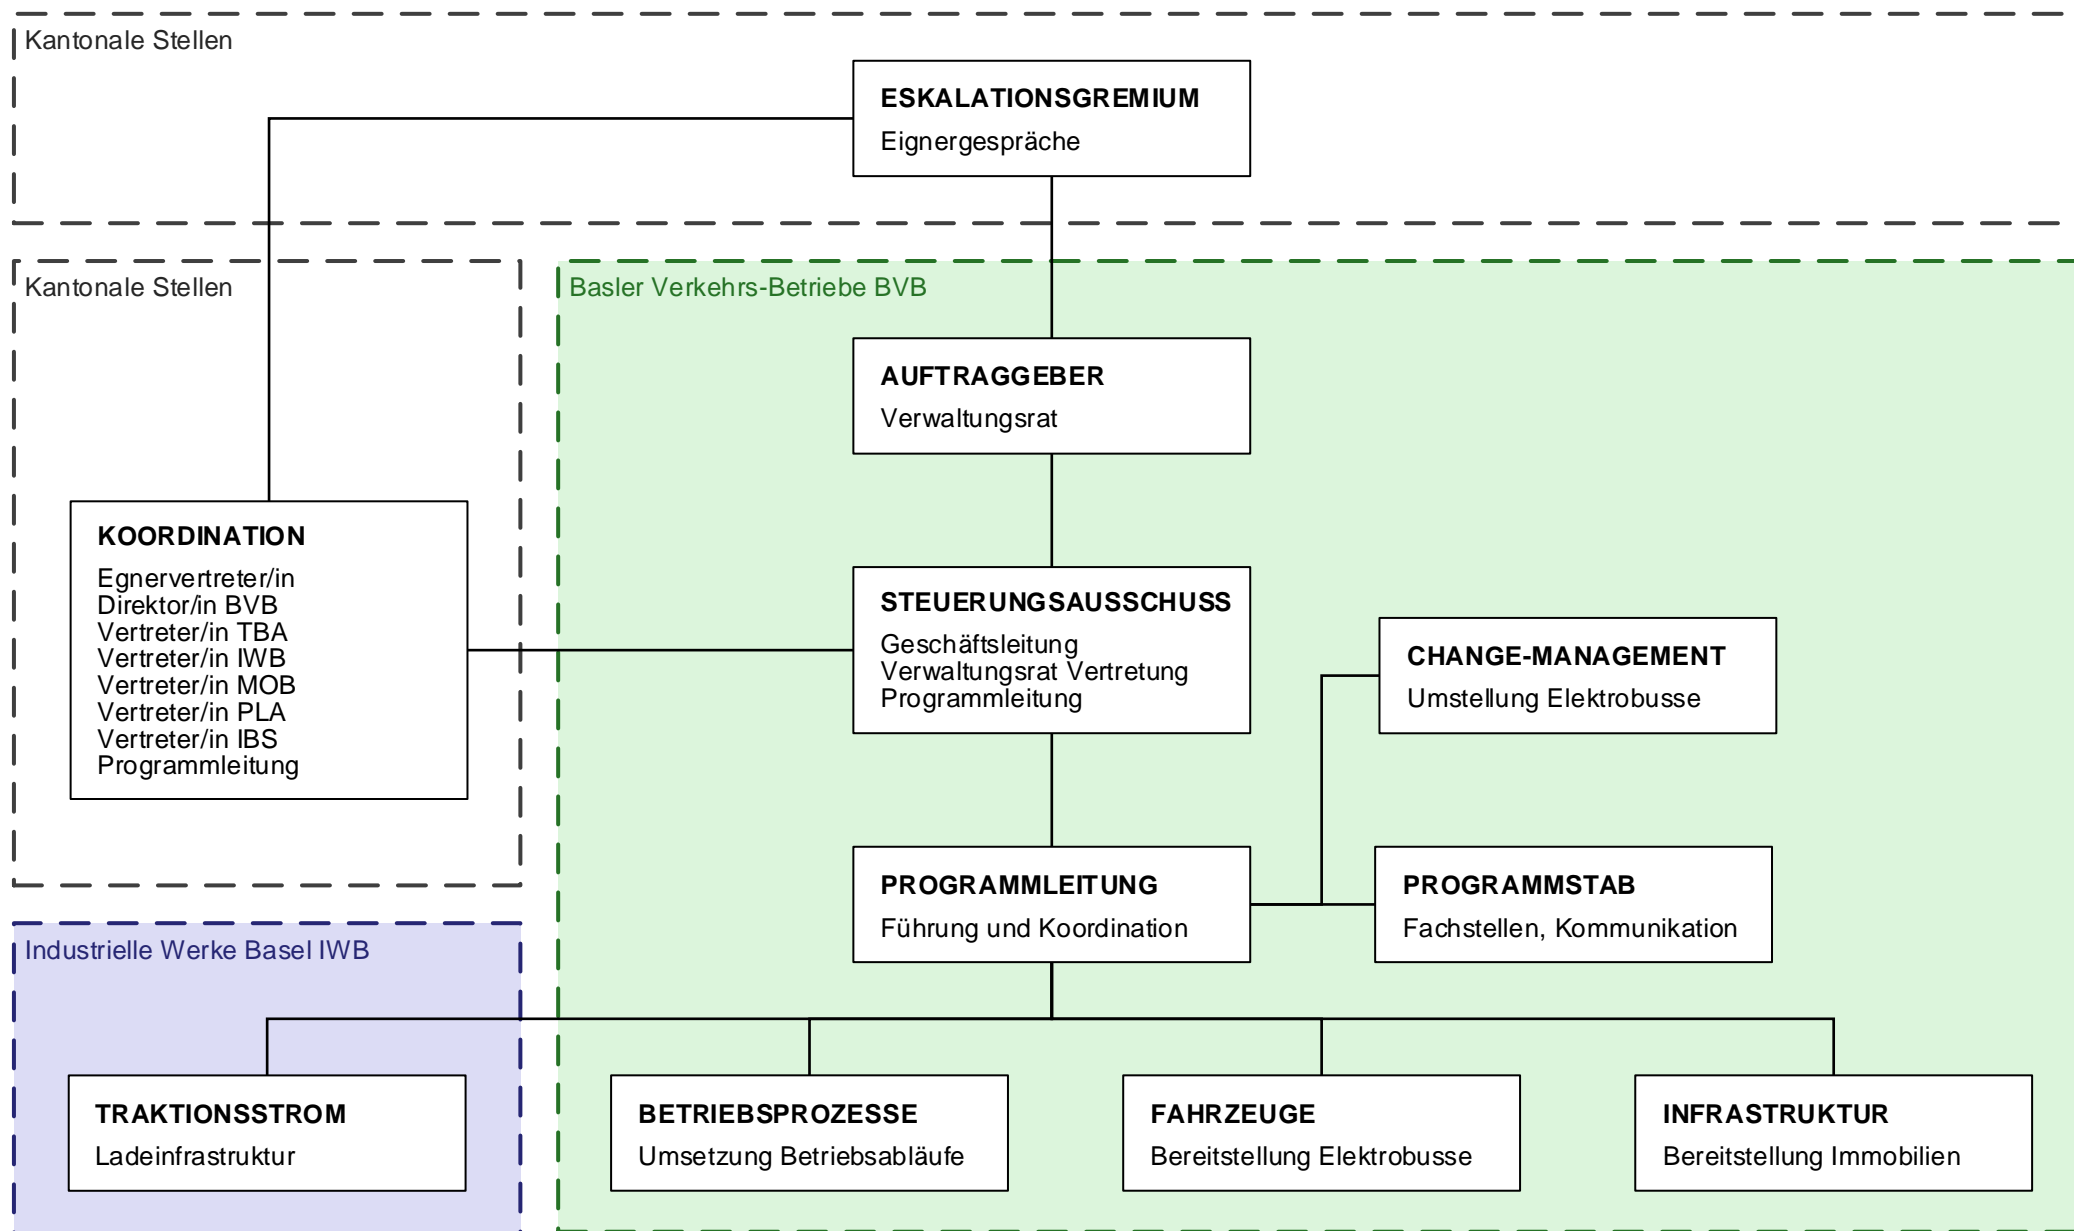 Kantonale Stellen
ESKALATIONSGREMIUM
Eignergespräche
Kantonale Stellen
Basler Verkehrs-Betriebe BVB
AUFTRAGGEBER
Verwaltungsrat
KOORDINATION
Egnervertreter/in
Direktor/in BVB
Vertreter/in TBA
Vertreter/in IWB
Vertreter/in MOB
Vertreter/in PLA
Vertreter/in IBS
Programmleitung
STEUERUNGSAUSSCHUSS
Geschäftsleitung
Verwaltungsrat Vertretung
Programmleitung
CHANGE-MANAGEMENT
Umstellung Elektrobusse
PROGRAMMLEITUNG
Führung und Koordination
PROGRAMMSTAB
Fachstellen, Kommunikation
Industrielle Werke Basel IWB
TRAKTIONSSTROM
Ladeinfrastruktur
BETRIEBSPROZESSE
Umsetzung Betriebsabläufe
FAHRZEUGE
Bereitstellung Elektrobusse
INFRASTRUKTUR
Bereitstellung Immobilien